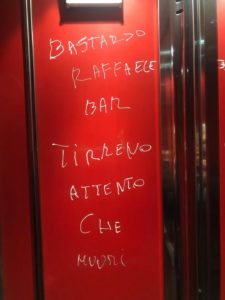 BASTARDO
RAFFAELE
BAR
TIRRENO
ATTENTO
CHE
MUORI